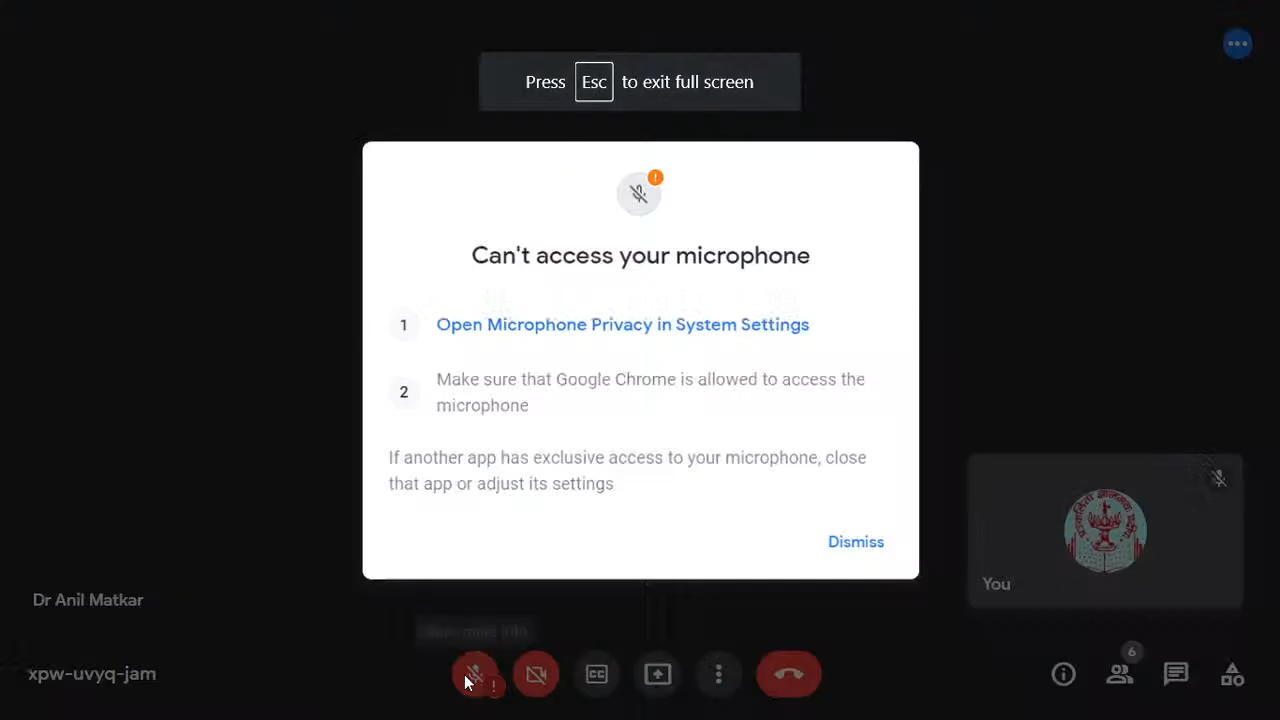 Press Esc to exit full screen
Can't access your microphone
1 Open Microphone Privacy in System Settings
2 Make sure that Google Chrome is allowed to access the
microphone
If another app has exclusive access to your microphone, close
that app or adjust its settings
Dismiss
You
Dr Anil Matkar
6
xpw-uvyq-jam